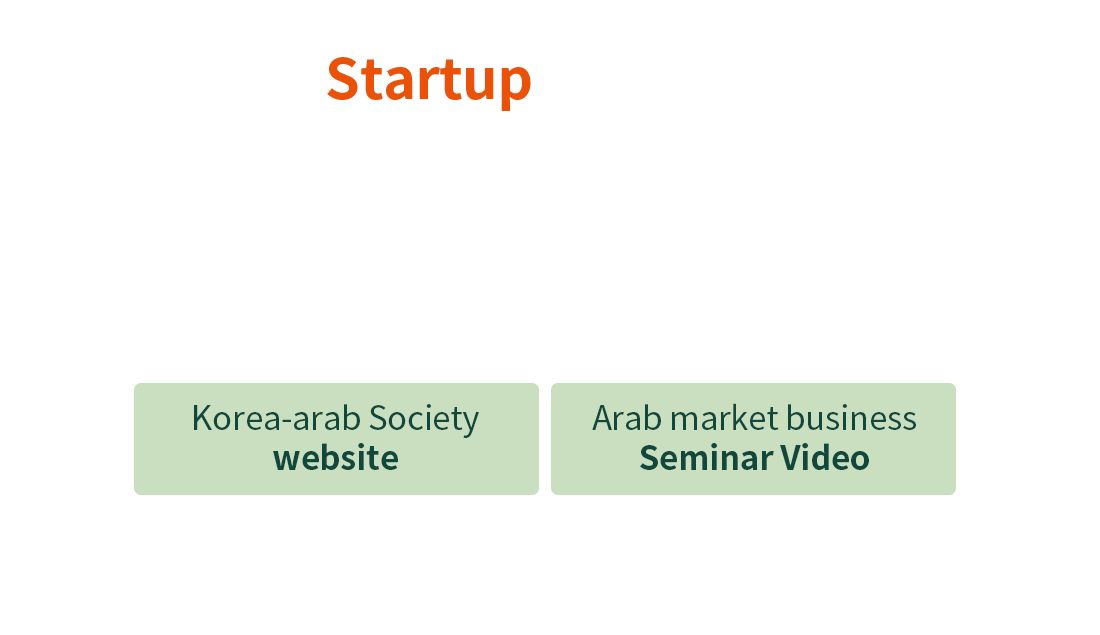 Startup
Korea-arab Society
website
Arab market business
Seminar Video